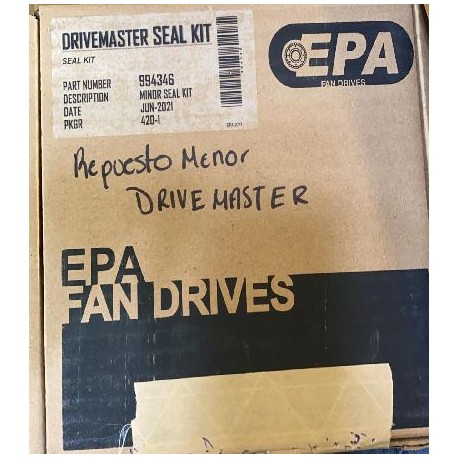 DRIVEMASTER SEAL KIT
SEAL KIT
PART NUMBER 994346
DESCRIPTION MINOR SEAL KIT
DATE JUN-2021
PKGR 420-1
EPA
FAN DRIVES
Repuesto Menor
DRIVE MASTER
EPA
FAN DRIVES